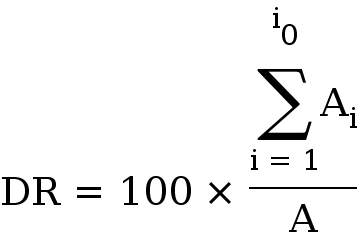 i₀
∑ Aᵢ
i = 1
DR = 100 ×
A